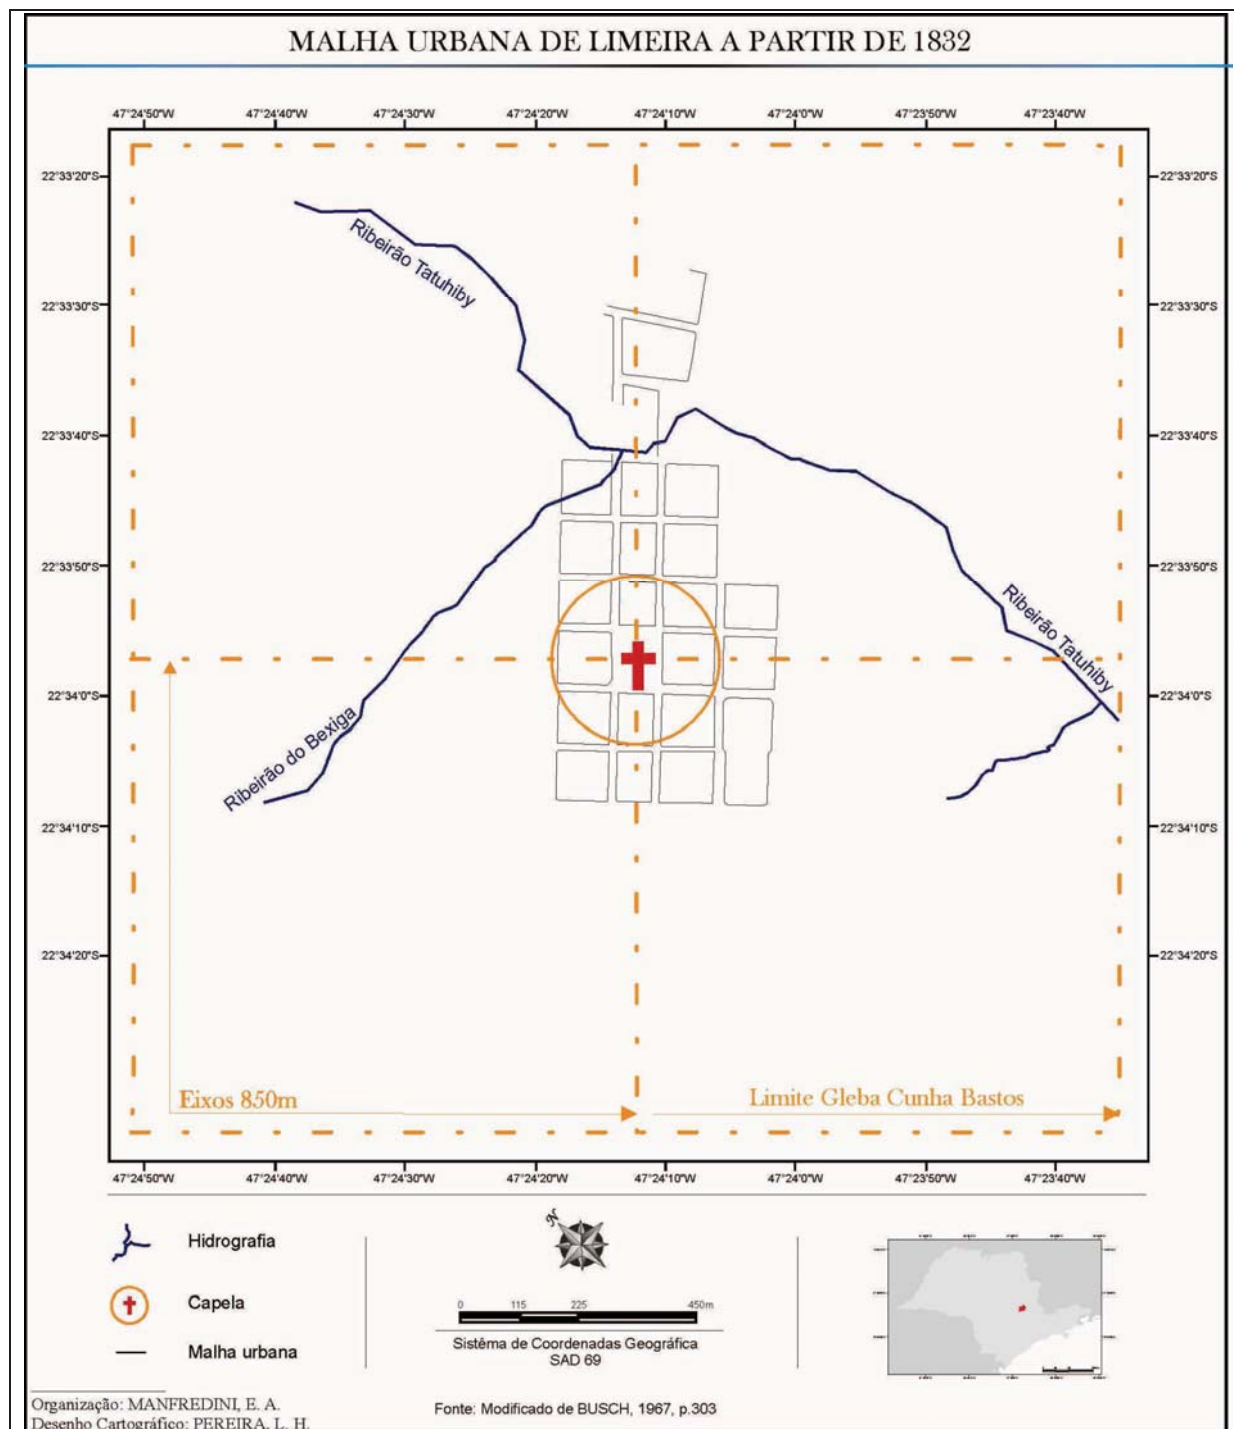 MALHA URBANA DE LIMEIRA A PARTIR DE 1832
47°24'50"W 47°24'40"W 47°24'30"W 47°24'20"W 47°24'10"W 47°24'0"W 47°23'50"W 47°23'40"W
22°33'20"S 22°33'20"S
Ribeirão Tatuhiby
22°33'30"S 22°33'30"S
22°33'40"S 22°33'40"S
22°33'50"S 22°33'50"S
Ribeirão Tatuhiby
22°34'0"S 22°34'0"S
Ribeirão do Bexiga
22°34'10"S 22°34'10"S
22°34'20"S 22°34'20"S
Eixos 850m Limite Gleba Cunha Bastos
47°24'50"W 47°24'40"W 47°24'30"W 47°24'20"W 47°24'10"W 47°24'0"W 47°23'50"W 47°23'40"W
Hidrografia
Capela
Malha urbana
N
0 115 225 450m
Sistêma de Coordenadas Geográfica
SAD 69
Organização: MANFREDINI, E. A.
Desenho Cartográfico: PEREIRA, L. H.
Fonte: Modificado de BUSCH, 1967, p.303